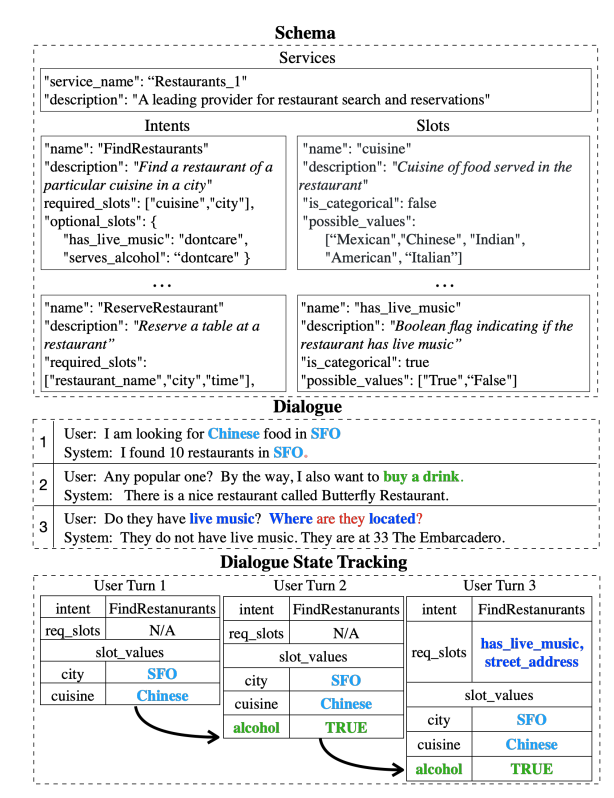 Schema
Services
"service_name": “Restaurants_1"
"description": "A leading provider for restaurant search and reservations"
Intents
"name": "FindRestaurants"
"description": "Find a restaurant of a
particular cuisine in a city"
required_slots": ["cuisine","city"],
"optional_slots": {
"has_live_music": "dontcare",
"serves_alcohol": “dontcare" }
...
"name": "ReserveRestaurant"
"description": "Reserve a table at a
restaurant”
"required_slots":
["restaurant_name","city","time"],
Slots
"name": "cuisine"
"description": "Cuisine of food served in the
restaurant"
"is_categorical": false
"possible_values":
[“Mexican","Chinese", "Indian",
"American", “Italian”]
...
"name": "has_live_music"
"description": "Boolean flag indicating if the
restaurant has live music”
"is_categorical": true
"possible_values": ["True",“False"]
Dialogue
1
User: I am looking for Chinese food in SFO
System: I found 10 restaurants in SFO.
2
User: Any popular one? By the way, I also want to buy a drink.
System: There is a nice restaurant called Butterfly Restaurant.
3
User: Do they have live music? Where are they located?
System: They do not have live music. They are at 33 The Embarcadero.
Dialogue State Tracking
User Turn 1
intent FindRestanurants
req_slots N/A
slot_values
city SFO
cuisine Chinese
User Turn 2
intent FindRestanurants
req_slots N/A
slot_values
city SFO
cuisine Chinese
alcohol TRUE
User Turn 3
intent FindRestanurants
req_slots has_live_music,
street_address
slot_values
city SFO
cuisine Chinese
alcohol TRUE